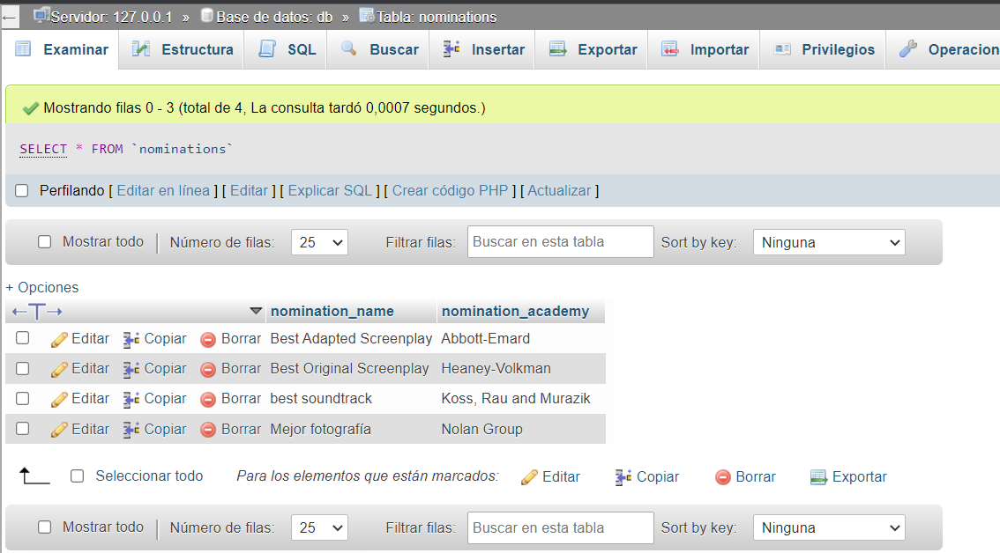 Servidor: 127.0.0.1 » Base de datos: db » Tabla: nominations
Examinar Estructura SQL Buscar Insertar Exportar Importar Privilegios Operacion
Mostrando filas 0 - 3 (total de 4, La consulta tardó 0,0007 segundos.)
SELECT * FROM `nominations`
Perfilando [ Editar en línea ] [ Editar ] [ Explicar SQL ] [ Crear código PHP ] [ Actualizar ]
Mostrar todo Número de filas: 25 Filtrar filas: Buscar en esta tabla Sort by key: Ninguna
+ Opciones
←T→ nomination_name nomination_academy
Editar Copiar Borrar Best Adapted Screenplay Abbott-Emard
Editar Copiar Borrar Best Original Screenplay Heaney-Volkman
Editar Copiar Borrar best soundtrack Koss, Rau and Murazik
Editar Copiar Borrar Mejor fotografía Nolan Group
Seleccionar todo Para los elementos que están marcados: Editar Copiar Borrar Exportar
Mostrar todo Número de filas: 25 Filtrar filas: Buscar en esta tabla Sort by key: Ninguna